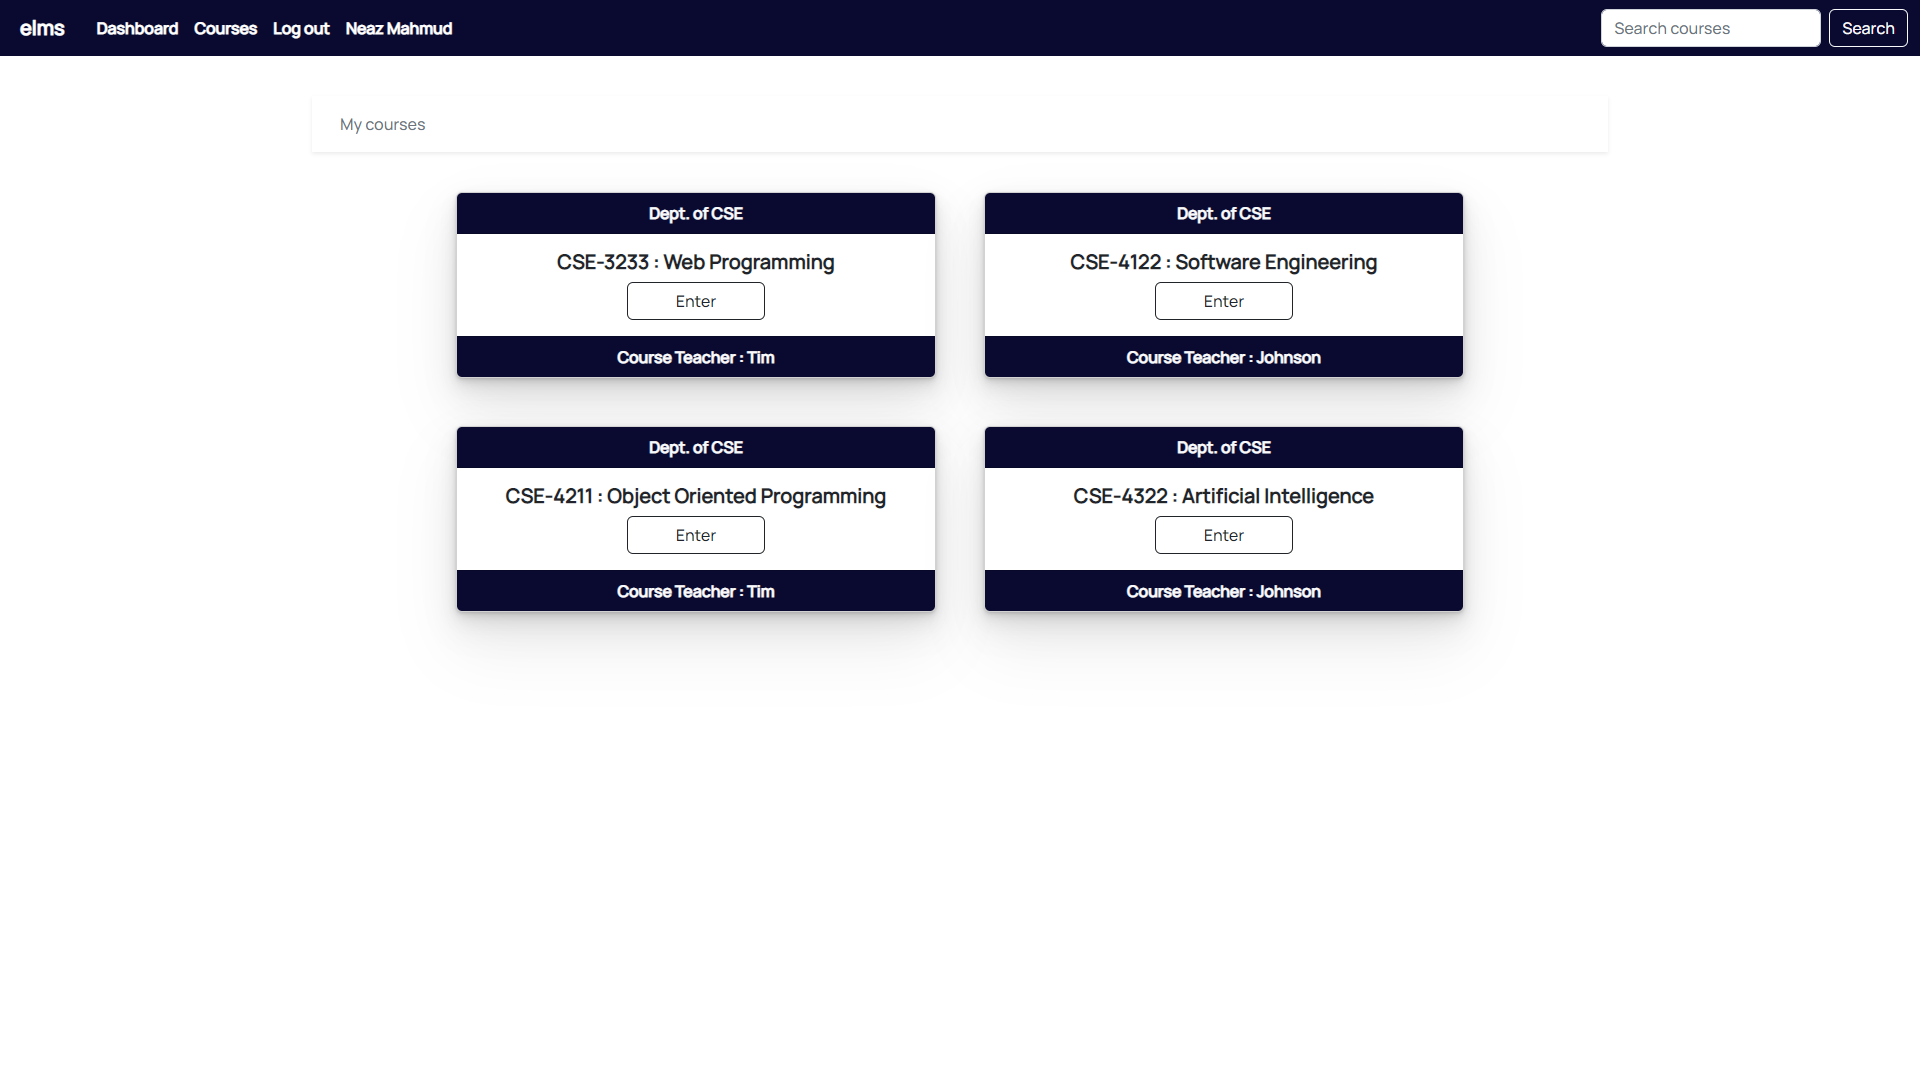 elms Dashboard Courses Log out Neaz Mahmud Search courses Search
My courses
Dept. of CSE
CSE-3233 : Web Programming
Enter
Course Teacher : Tim
Dept. of CSE
CSE-4122 : Software Engineering
Enter
Course Teacher : Johnson
Dept. of CSE
CSE-4211 : Object Oriented Programming
Enter
Course Teacher : Tim
Dept. of CSE
CSE-4322 : Artificial Intelligence
Enter
Course Teacher : Johnson